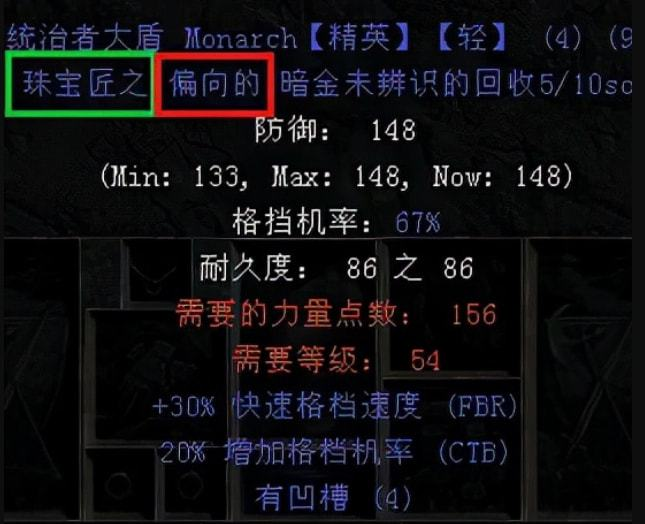 统治者大盾 Monarch【精英】【轻】 (4) (9
珠宝匠之 偏向的 暗金未辨识的回收5/10sc
防御: 148
(Min: 133, Max: 148, Now: 148)
格挡机率: 67%
耐久度: 86 之 86
需要的力量点数: 156
需要等级: 54
+30% 快速格档速度 (FBR)
20% 增加格档机率 (CTB)
有凹槽 (4)